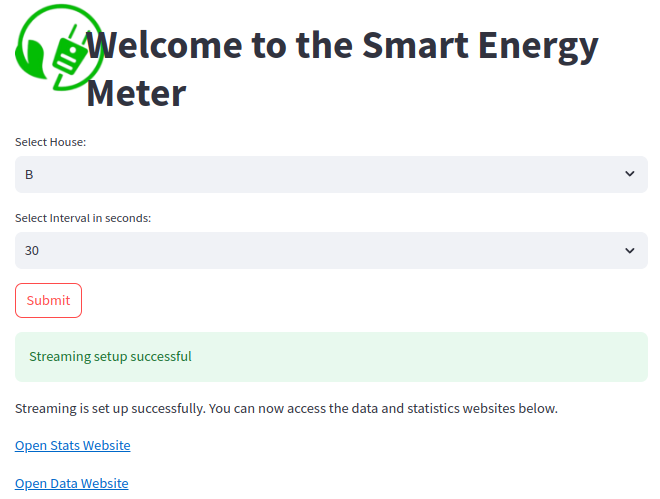 Welcome to the Smart Energy
Meter
Select House:
B
Select Interval in seconds:
30
Submit
Streaming setup successful
Streaming is set up successfully. You can now access the data and statistics websites below.
Open Stats Website
Open Data Website